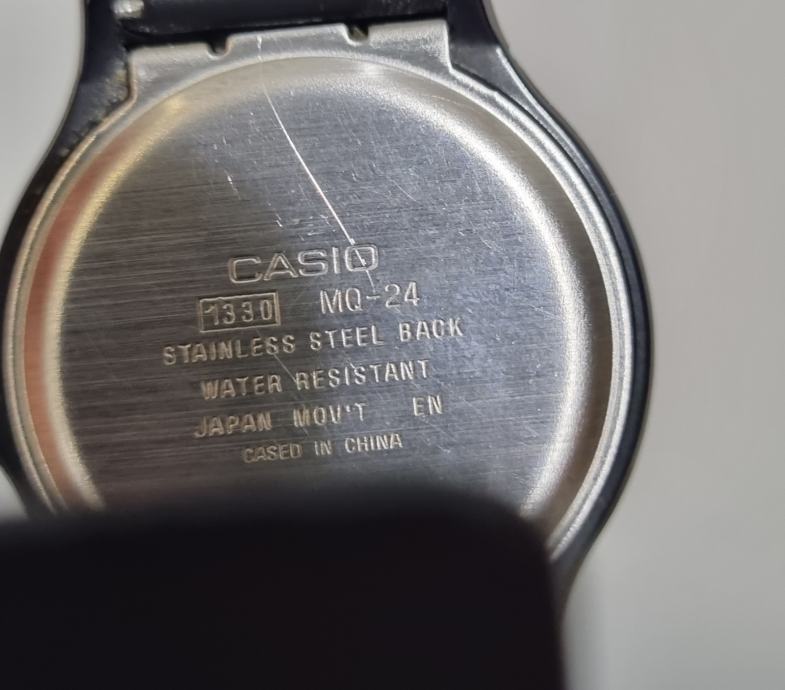 CASIO
1330 MQ-24
STAINLESS STEEL BACK
WATER RESISTANT
JAPAN MOV'T EN
CASED IN CHINA